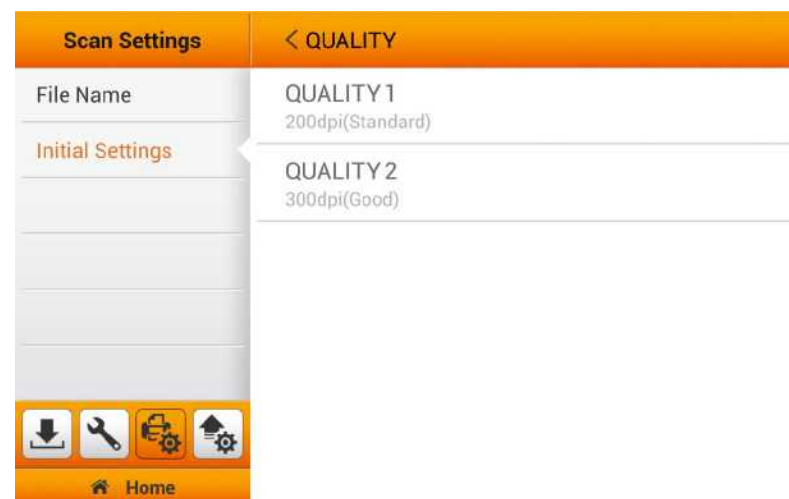 Scan Settings
< QUALITY
File Name
Initial Settings
QUALITY 1
200dpi(Standard)
QUALITY 2
300dpi(Good)
Home